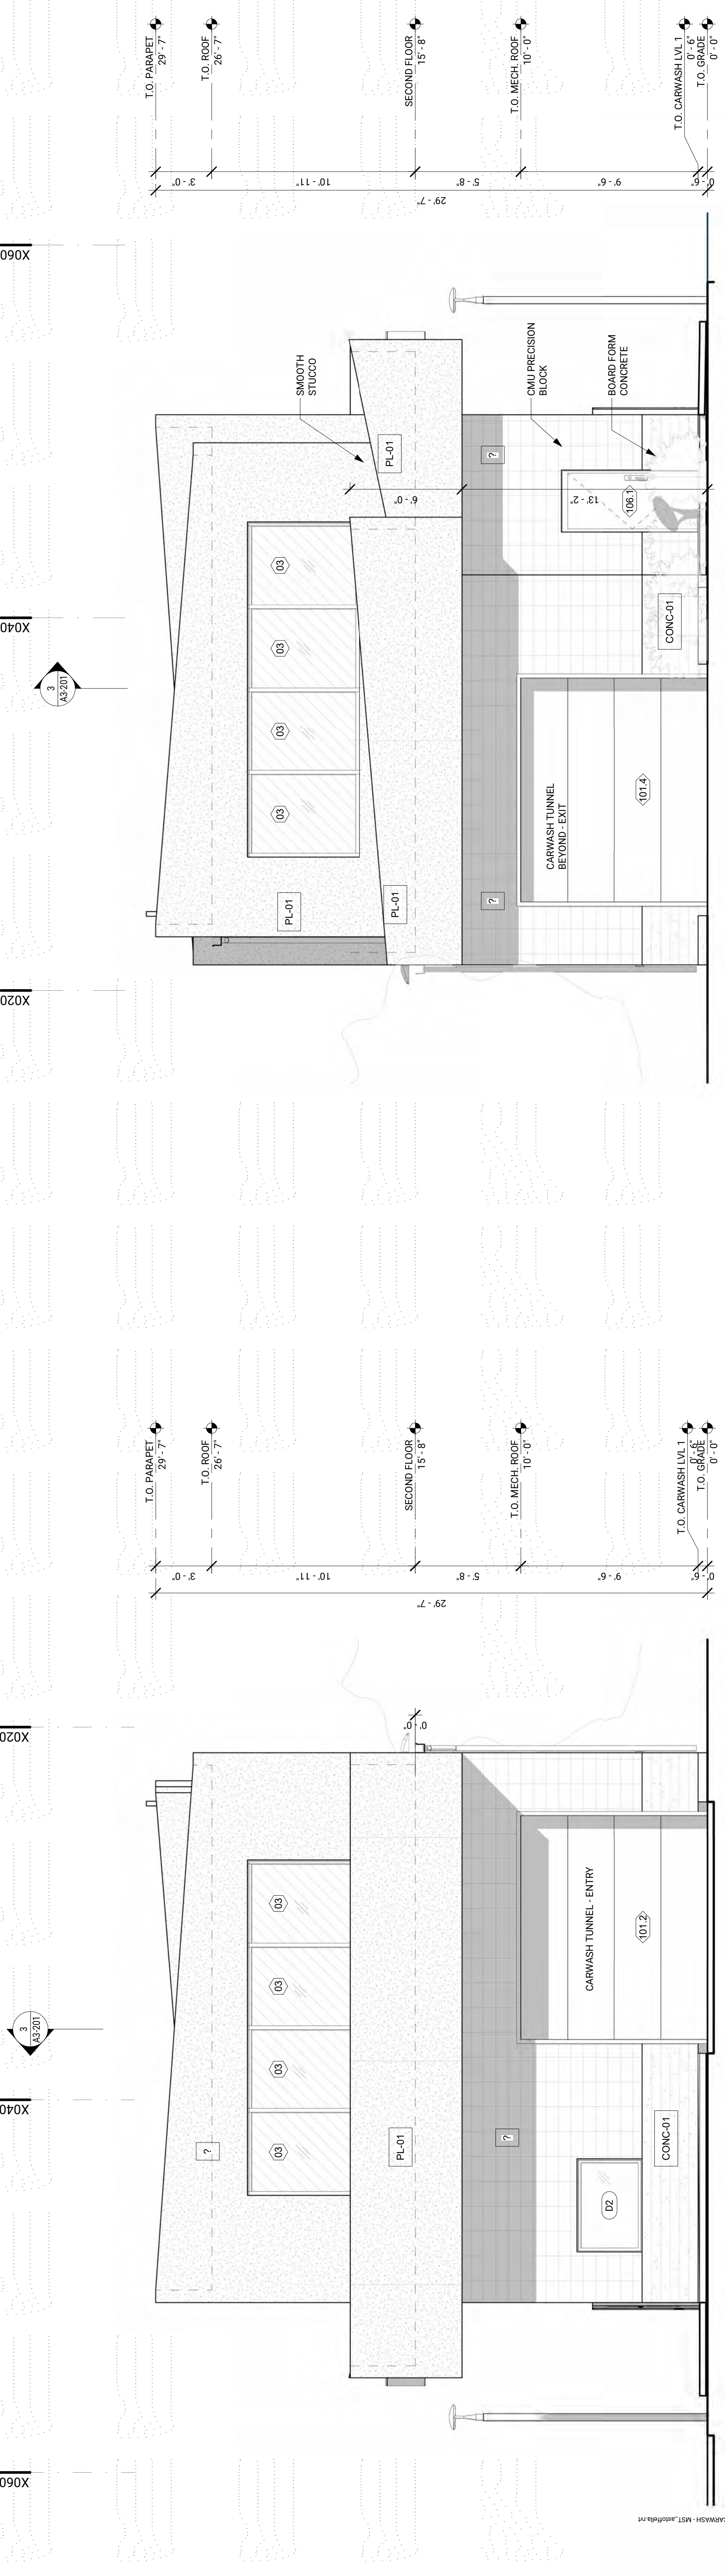 T.O. PARAPET
29' - 7"
T.O. ROOF
26' - 7"
SECOND FLOOR
15' - 8"
T.O. MECH. ROOF
10' - 0"
T.O. CARWASH LVL 1
0' - 6"
T.O. GRADE
0' - 0"
3' - 0"
10' - 11"
5' - 8"
9' - 6"
0' - 6"
29' - 7"
X060
X040
X020
3
A3-201
SMOOTH
STUCCO
CMU PRECISION
BLOCK
BOARD FORM
CONCRETE
PL-01
?
6' - 0"
13' - 2"
106.1
03
03
03
03
CONC-01
CARWASH TUNNEL
BEYOND - EXIT
101.4
PL-01
PL-01
?
T.O. PARAPET
29' - 7"
T.O. ROOF
26' - 7"
SECOND FLOOR
15' - 8"
T.O. MECH. ROOF
10' - 0"
T.O. CARWASH LVL 1
0' - 6"
T.O. GRADE
0' - 0"
3' - 0"
10' - 11"
5' - 8"
9' - 6"
0' - 6"
29' - 7"
X020
X040
X060
0' - 0"
3
A3-201
03
03
03
03
CARWASH TUNNEL - ENTRY
101.2
?
PL-01
?
CONC-01
D2
CARWASH - MST_astoffella.rvt